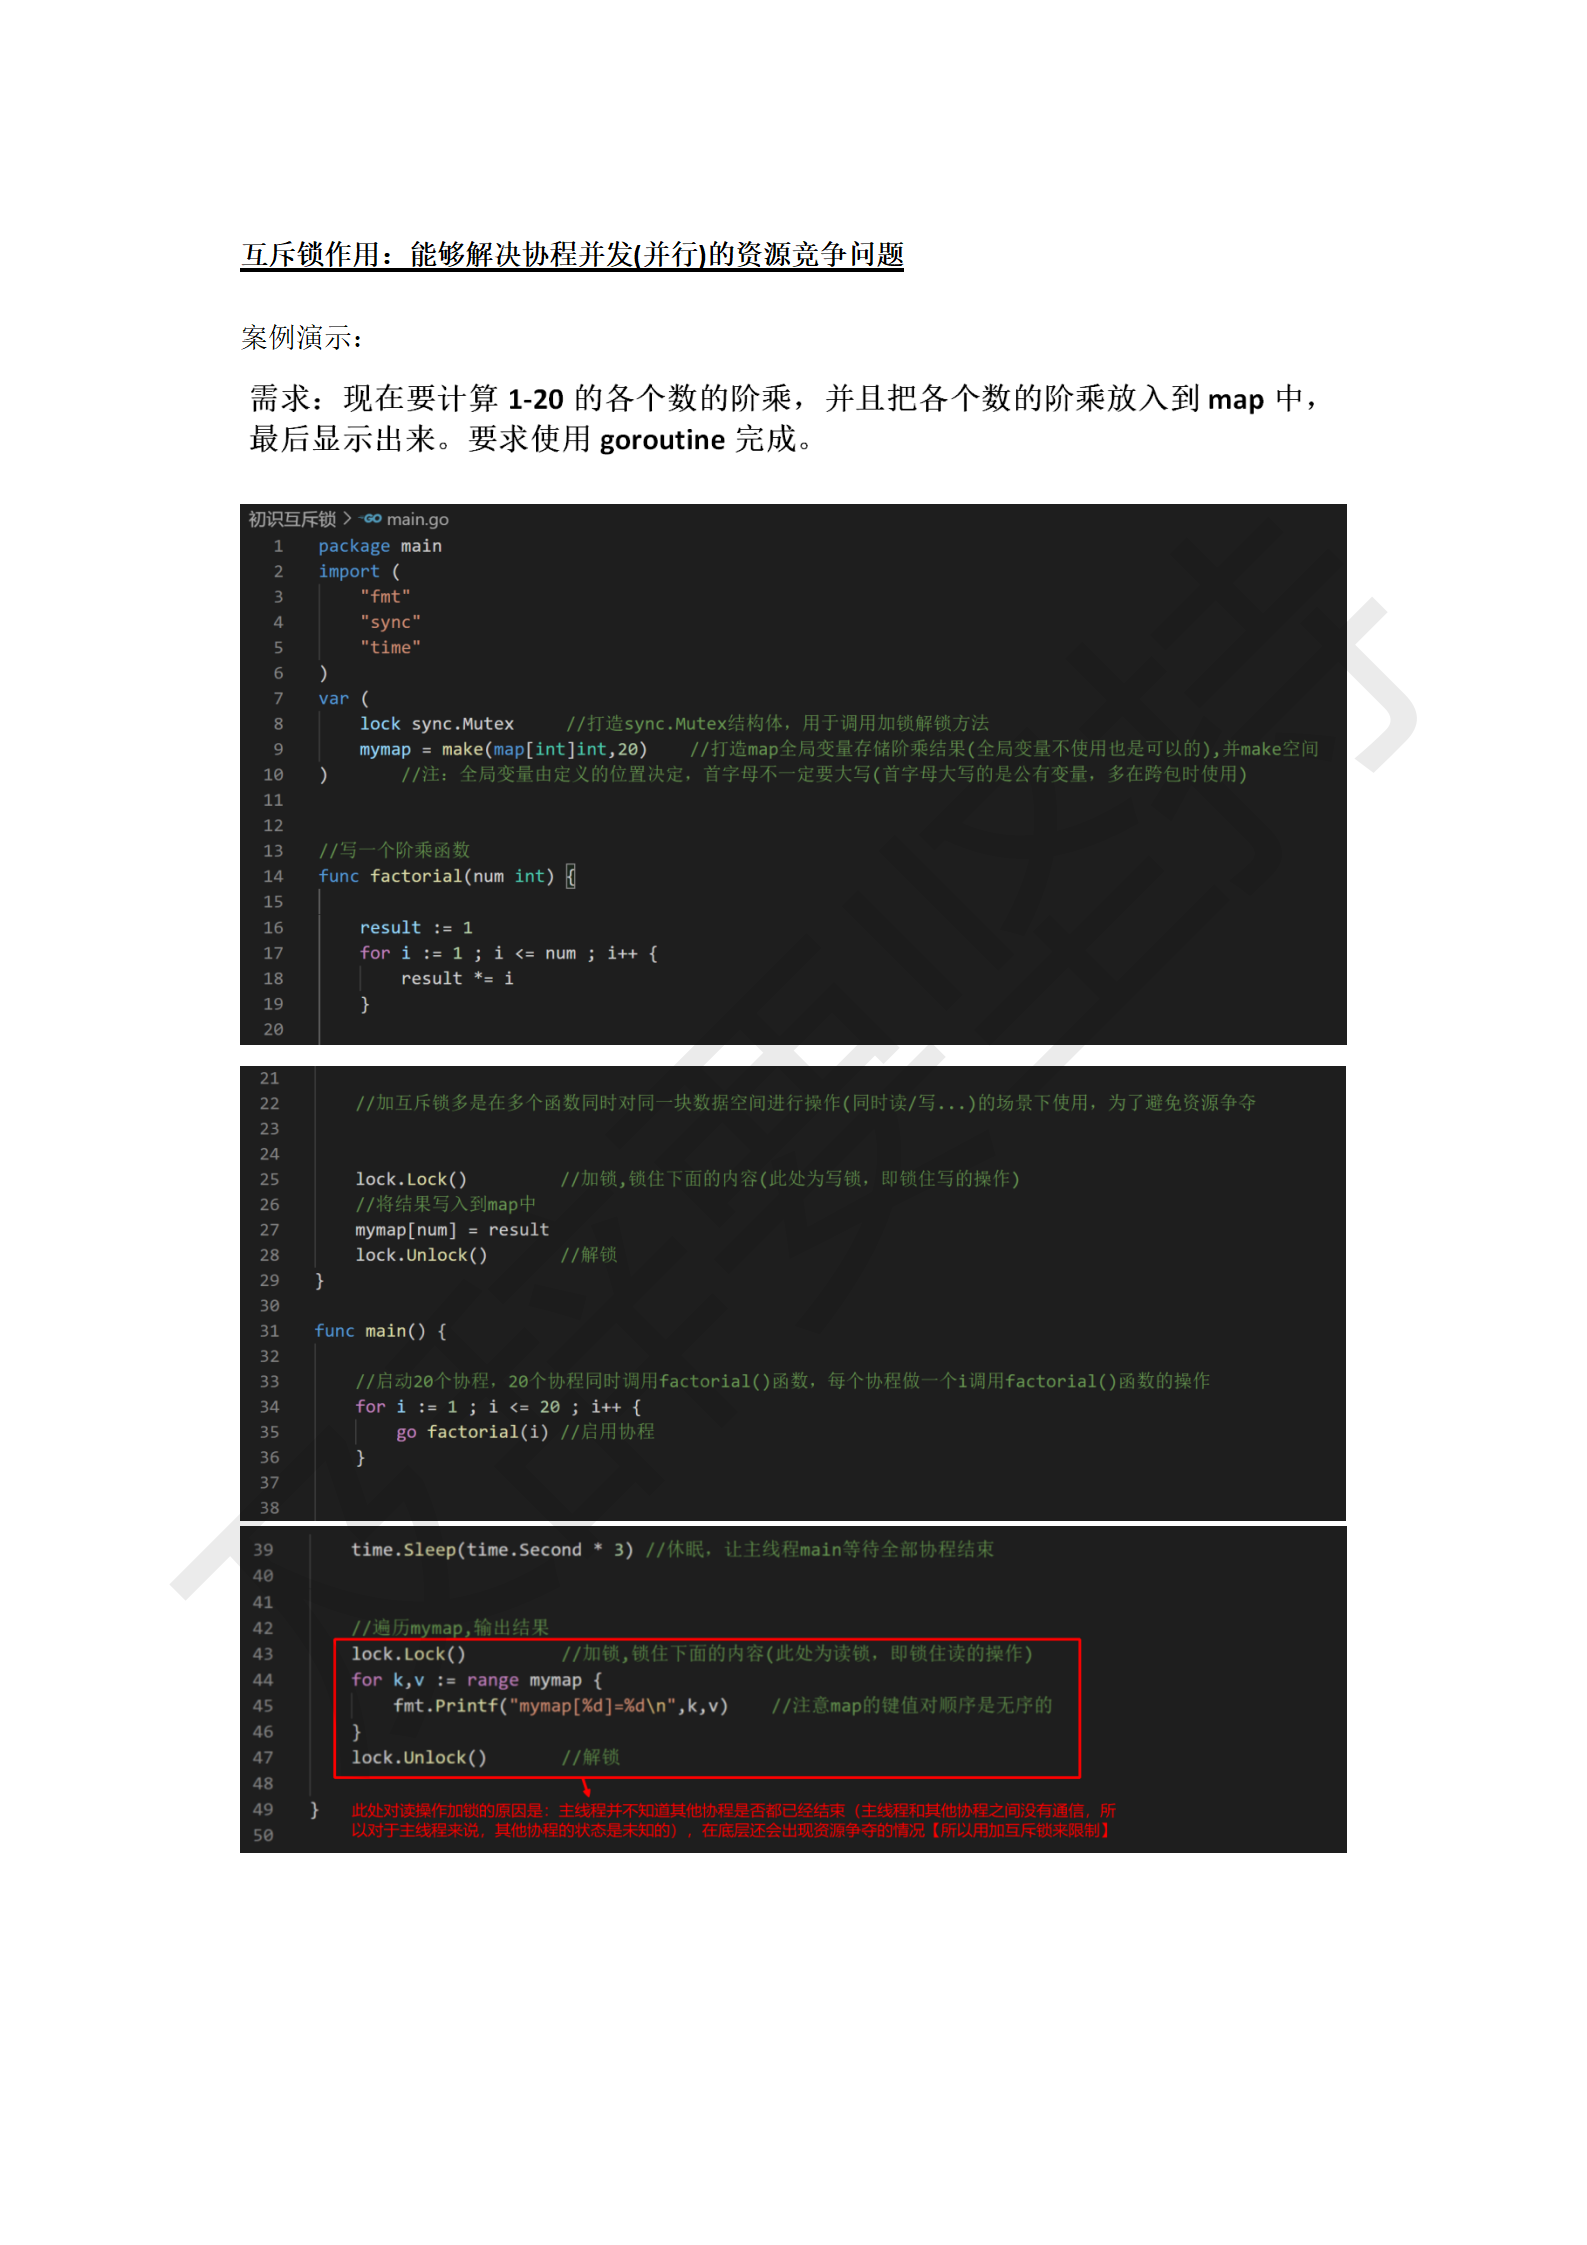 互斥锁作用：能够解决协程并发(并行)的资源竞争问题
案例演示：
需求：现在要计算 1-20 的各个数的阶乘，并且把各个数的阶乘放入到 map 中，
最后显示出来。要求使用 goroutine 完成。
初识互斥锁 > GO main.go
1 package main
2 import (
3 "fmt"
4 "sync"
5 "time"
6 )
7 var (
8 lock sync.Mutex //打造sync.Mutex结构体，用于调用加锁解锁方法
9 mymap = make(map[int]int,20) //打造map全局变量存储阶乘结果(全局变量不使用也是可以的),并make空间
10 ) //注：全局变量由定义的位置决定，首字母不一定要大写(首字母大写的是公有变量，多在跨包时使用)
11
12
13 //写一个阶乘函数
14 func factorial(num int) {
15
16 result := 1
17 for i := 1 ; i <= num ; i++ {
18 result *= i
19 }
20
21
22 //加互斥锁多是在多个函数同时对同一块数据空间进行操作(同时读/写...)的场景下使用，为了避免资源争夺
23
24
25 lock.Lock() //加锁,锁住下面的内容(此处为写锁，即锁住写的操作)
26 //将结果写入到map中
27 mymap[num] = result
28 lock.Unlock() //解锁
29 }
30
31 func main() {
32
33 //启动20个协程，20个协程同时调用factorial()函数，每个协程做一个i调用factorial()函数的操作
34 for i := 1 ; i <= 20 ; i++ {
35 go factorial(i) //启用协程
36 }
37
38
39 time.Sleep(time.Second * 3) //休眠，让主线程main等待全部协程结束
40
41
42 //遍历mymap,输出结果
43 lock.Lock() //加锁,锁住下面的内容(此处为读锁，即锁住读的操作)
44 for k,v := range mymap {
45 fmt.Printf("mymap[%d]=%d\n",k,v) //注意map的键值对顺序是无序的
46 }
47 lock.Unlock() //解锁
48
49 } 此处对读操作加锁的原因是：主线程并不知道其他协程是否都已经结束（主线程和其他协程之间没有通信，所
50 以对于主线程来说，其他协程的状态是未知的），在底层还会出现资源争夺的情况【所以用加互斥锁来限制】